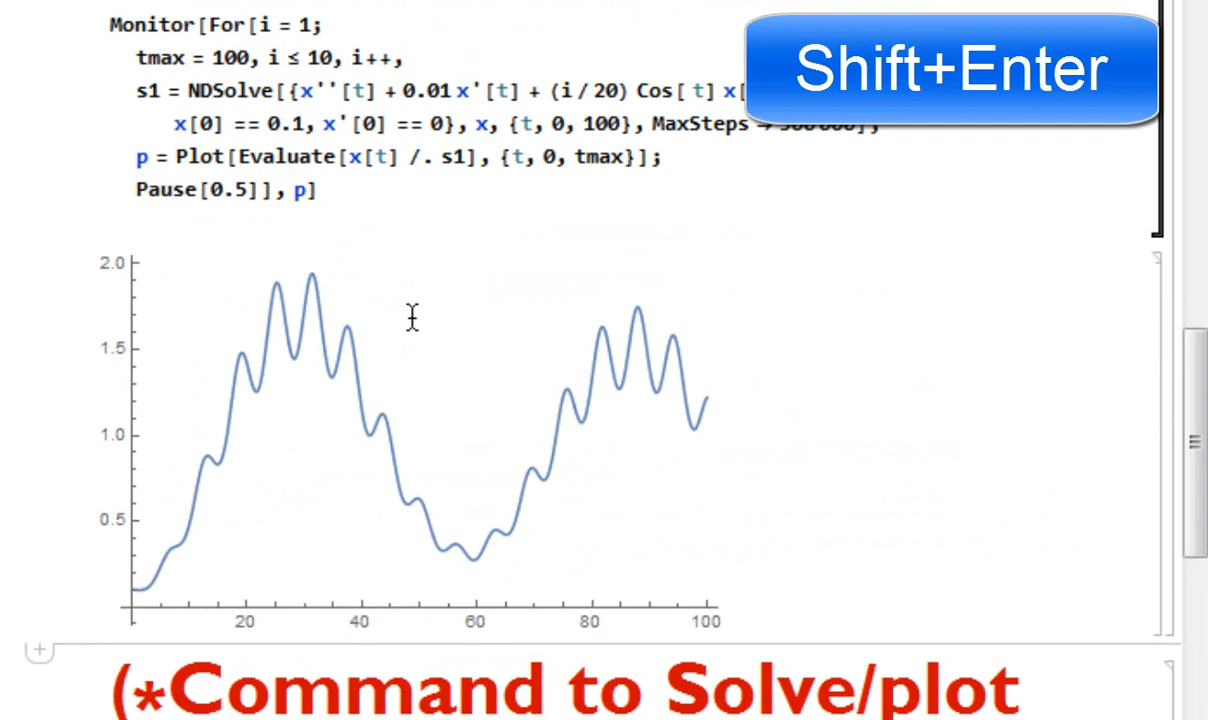 Monitor[For[i = 1;
tmax = 100, i ≤ 10, i++,
s1 = NDSolve[{x''[t] + 0.01 x'[t] + (i / 20) Cos[ t] x[
Shift+Enter
x[0] == 0.1, x'[0] == 0}, x, {t, 0, 100}, MaxSteps →
p = Plot[Evaluate[x[t] /. s1], {t, 0, tmax}];
Pause[0.5]], p]
2.0
1.5
1.0
0.5
20 40 60 80 100
(*Command to Solve/plot